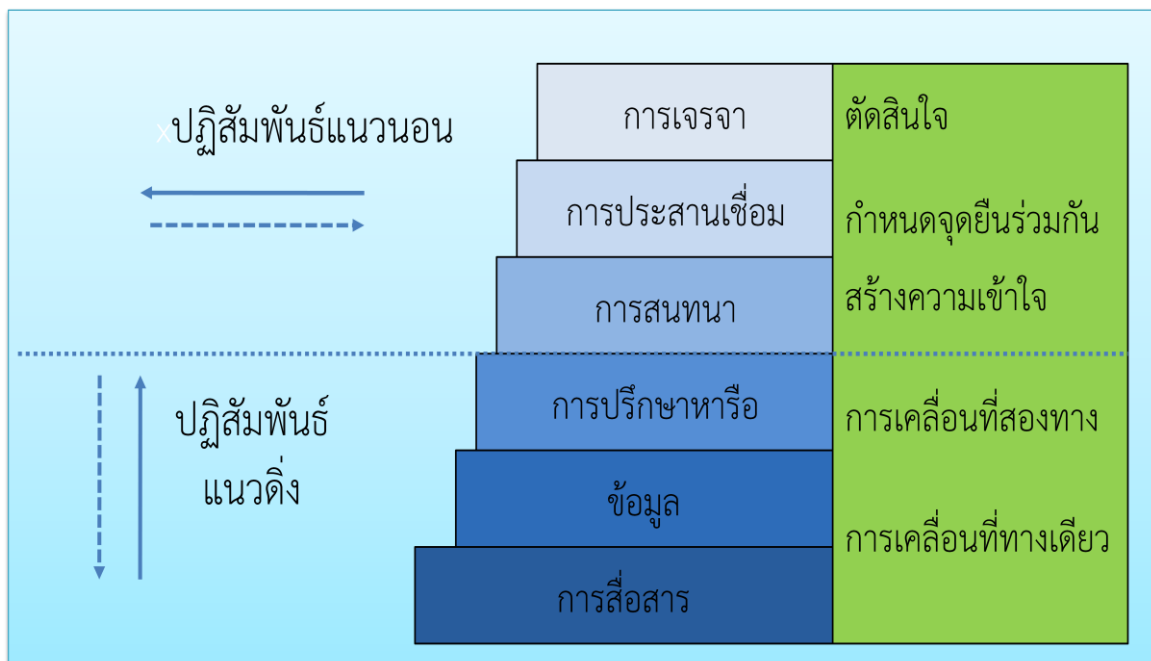 xปฏิสัมพันธ์แนวนอน
การเจรจา
ตัดสินใจ
การประสานเชื่อม
กำหนดจุดยืนร่วมกัน
การสนทนา
สร้างความเข้าใจ
ปฏิสัมพันธ์
แนวดิ่ง
การปรึกษาหารือ
การเคลื่อนที่สองทาง
ข้อมูล
การเคลื่อนที่ทางเดียว
การสื่อสาร